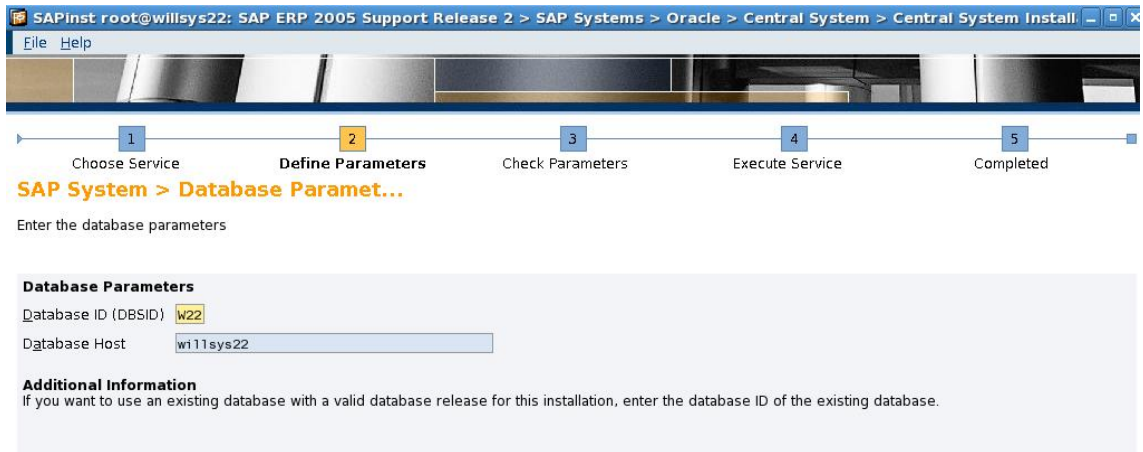 SAPinst root@willsys22: SAP ERP 2005 Support Release 2 > SAP Systems > Oracle > Central System > Central System Install
File Help
1 2 3 4 5
Choose Service Define Parameters Check Parameters Execute Service Completed
SAP System > Database Paramet...
Enter the database parameters
Database Parameters
Database ID (DBSID) W22
Database Host willsys22
Additional Information
If you want to use an existing database with a valid database release for this installation, enter the database ID of the existing database.